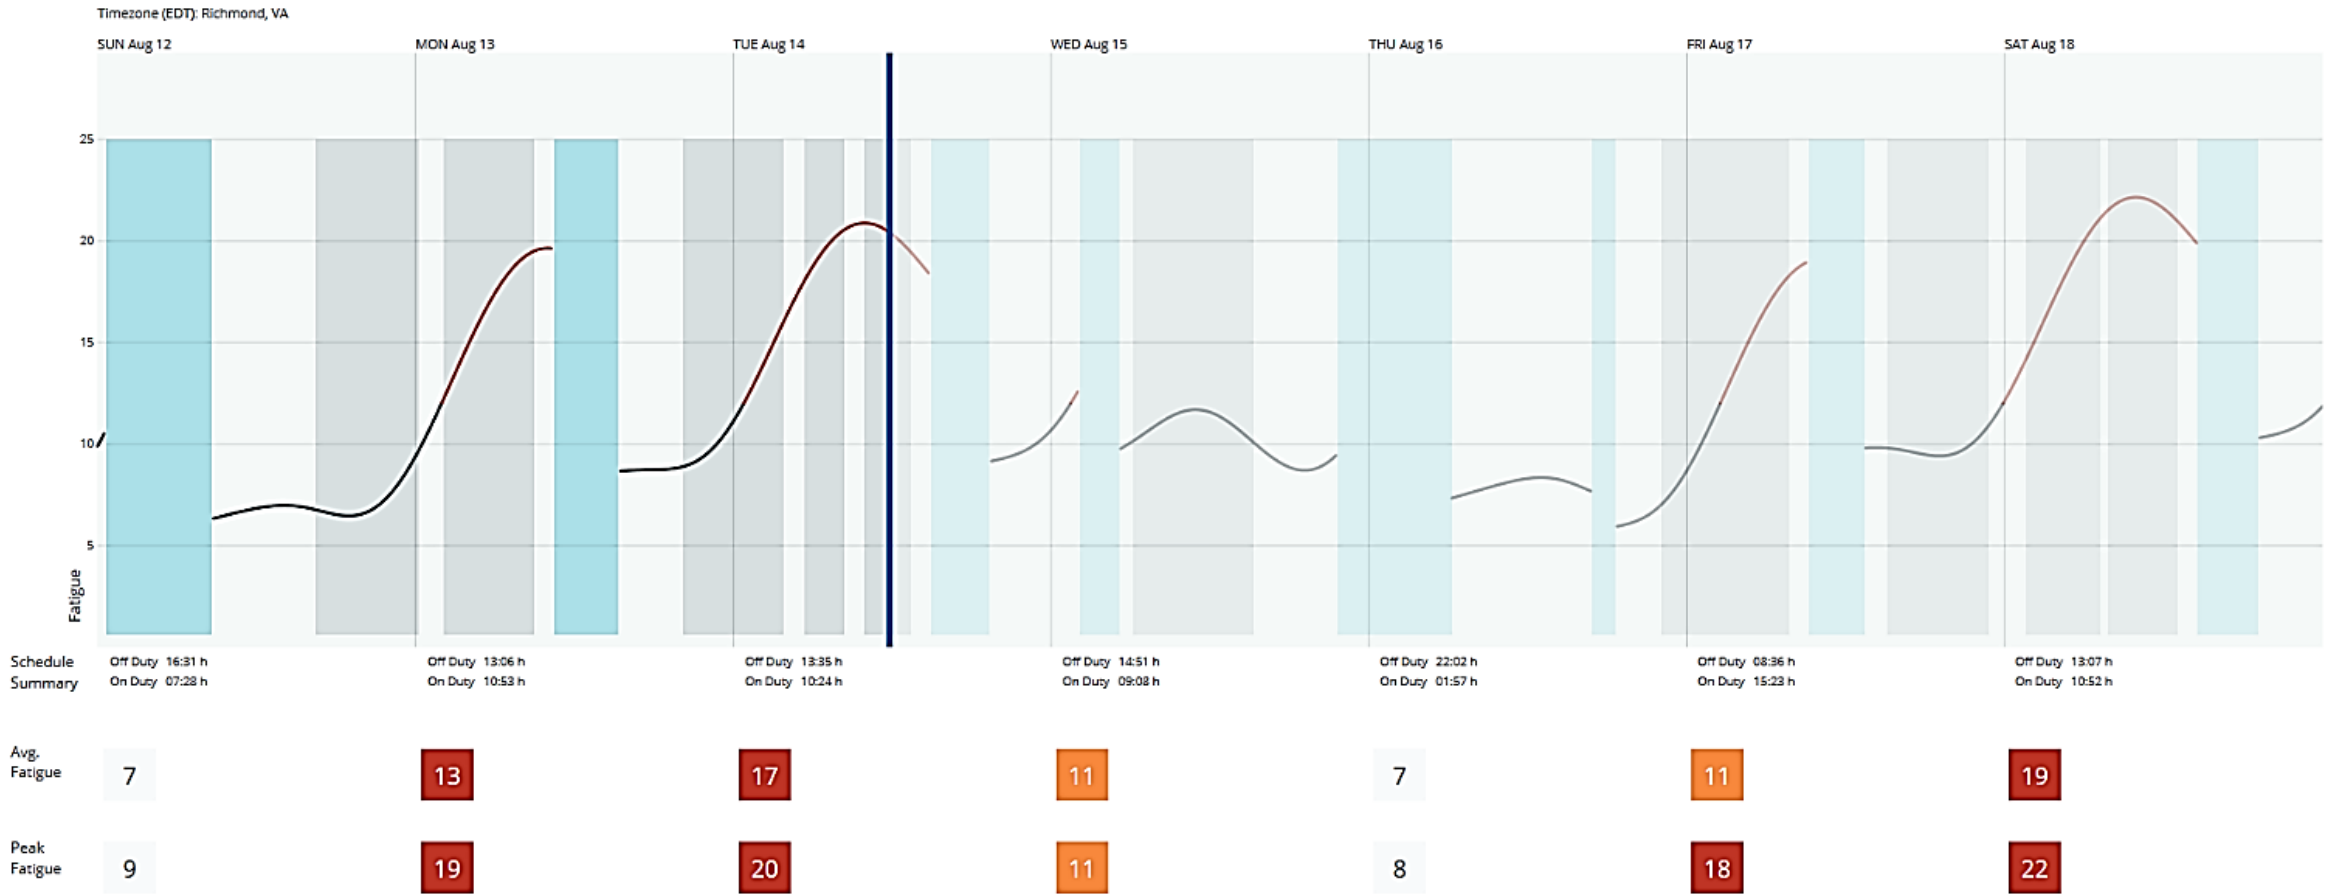 Timezone (EDT): Richmond, VA
SUN Aug 12 MON Aug 13 TUE Aug 14 WED Aug 15 THU Aug 16 FRI Aug 17 SAT Aug 18
25
20
15
10
5
Fatigue
Schedule Summary
Off Duty 16:31 h Off Duty 13:06 h Off Duty 13:35 h Off Duty 14:51 h Off Duty 22:02 h Off Duty 08:36 h Off Duty 13:07 h
On Duty 07:28 h On Duty 10:53 h On Duty 10:24 h On Duty 09:08 h On Duty 01:57 h On Duty 15:23 h On Duty 10:52 h
Avg. Fatigue
7 13 17 11 7 11 19
Peak Fatigue
9 19 20 11 8 18 22